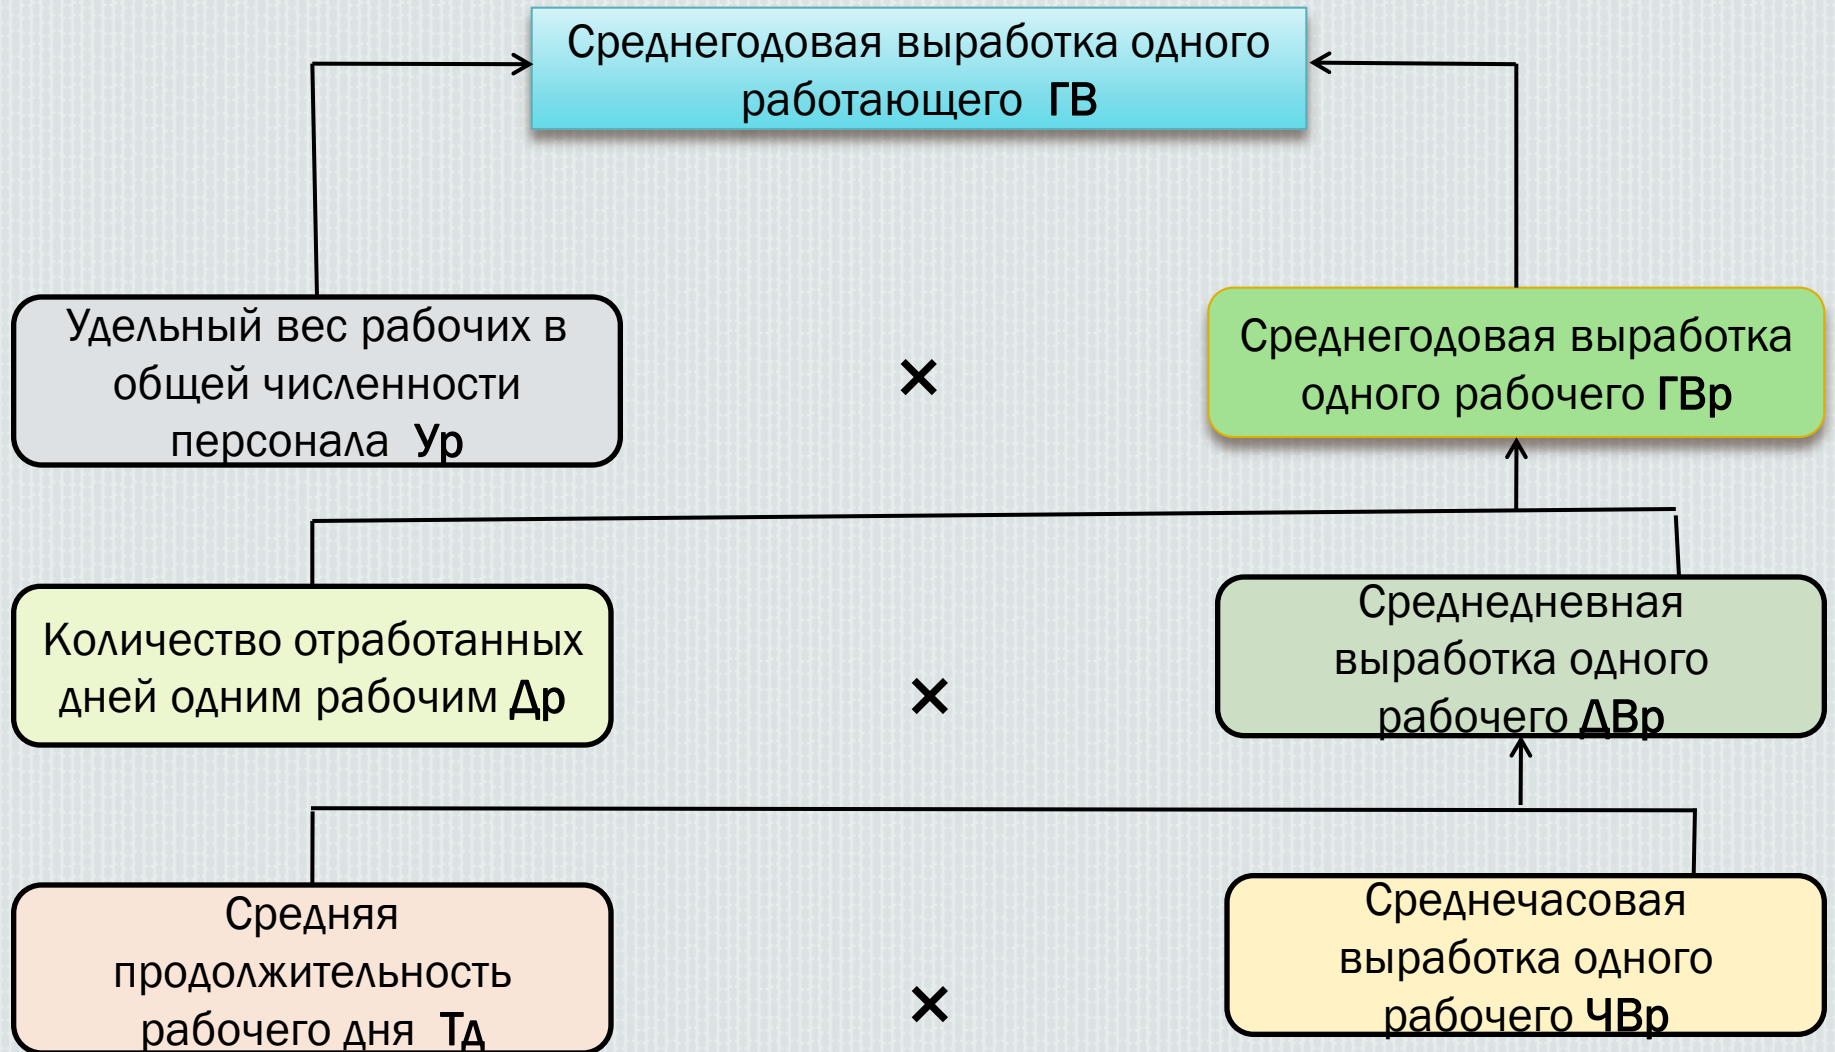 Среднегодовая выработка одного
работающего ГВ
Удельный вес рабочих в
общей численности
персонала Ур
×
Среднегодовая выработка
одного рабочего ГВр
Количество отработанных
дней одним рабочим Др
×
Среднедневная
выработка одного
рабочего ДВр
Средняя
продолжительность
рабочего дня Тд
×
Среднечасовая
выработка одного
рабочего ЧВр